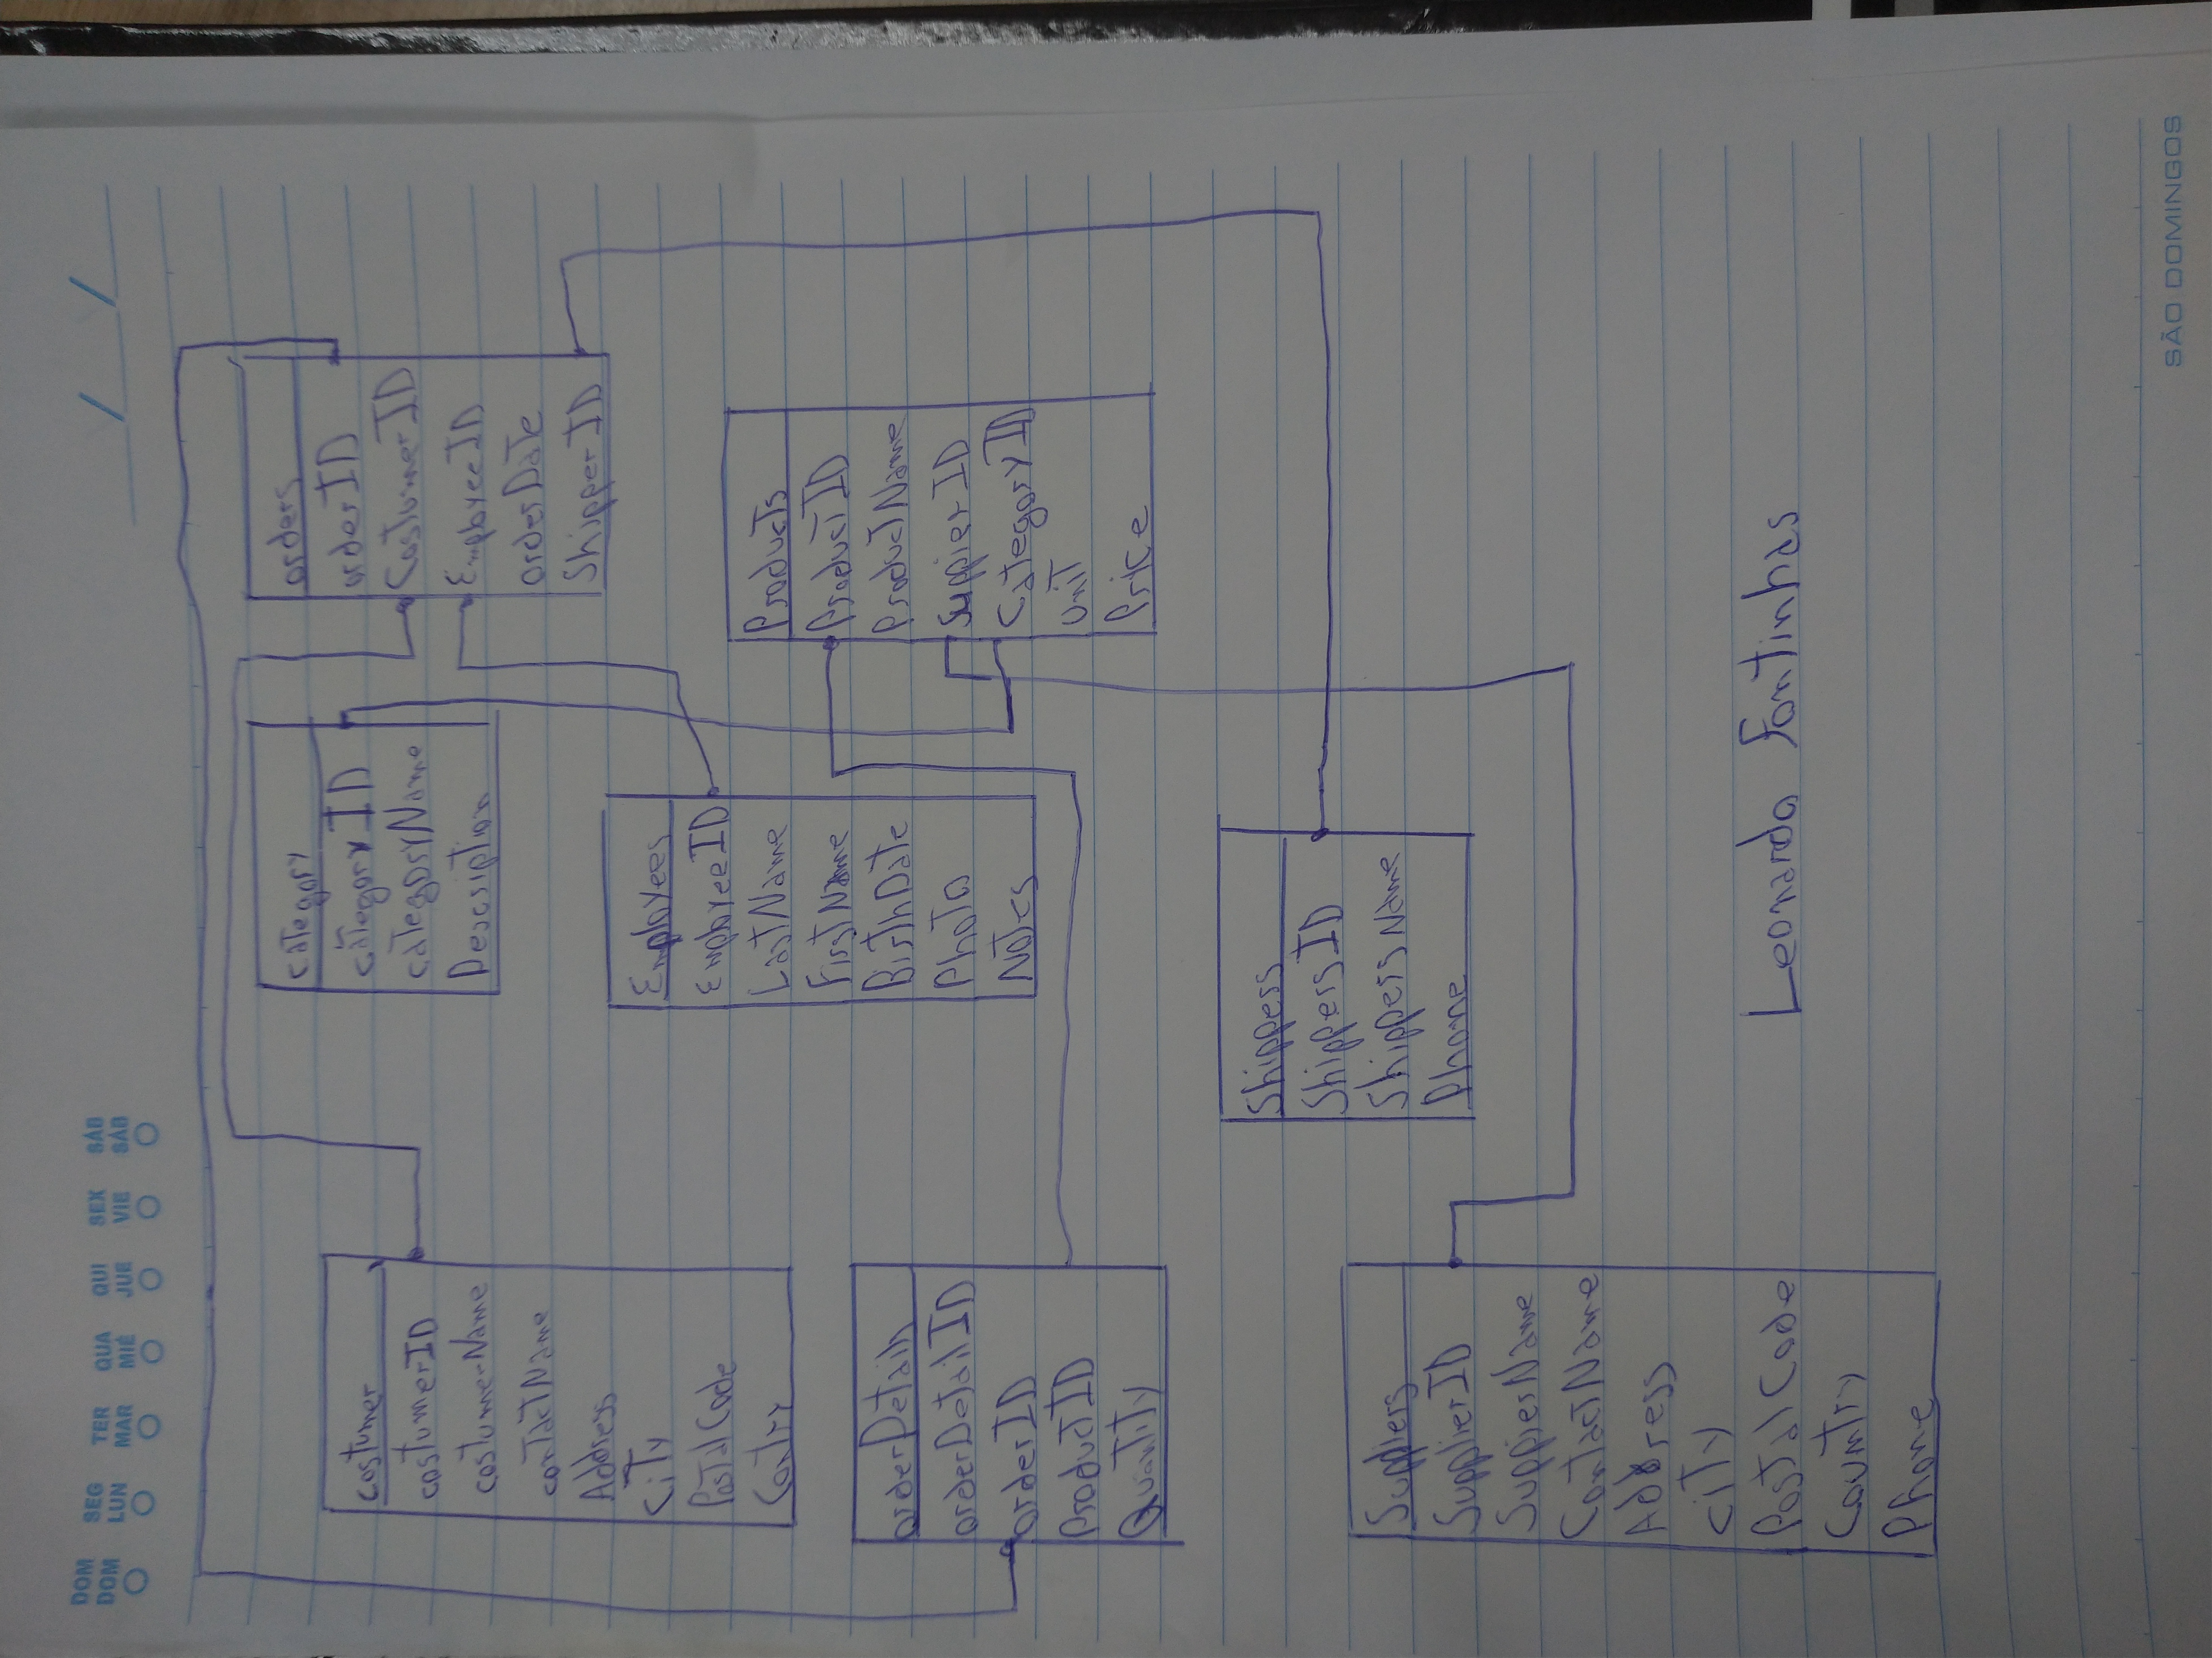 DOM SEG TER QUA QUI SEX SÁB
DOM LUN MAR MIÉ JUE VIE SÁB
costumer
costumerID
costumerName
contactName
Address
City
PostalCode
Contry
category
categoryID
categoryName
Description
orders
orderID
CostumerID
EmployeeID
orderDate
ShipperID
Employees
EmployeeID
LastName
FirstName
BirthDate
Photo
Notes
Products
ProductID
ProductName
SuppierID
CategoryID
Unit
Price
orderDetails
orderDetailID
orderID
ProductID
Quantity
Shippers
ShippersID
ShippersName
Phone
Suppliers
SupplierID
SupplierName
ContactName
Address
City
PostalCode
Country
Phone
Leonardo Fontinhas
SÃO DOMINGOS